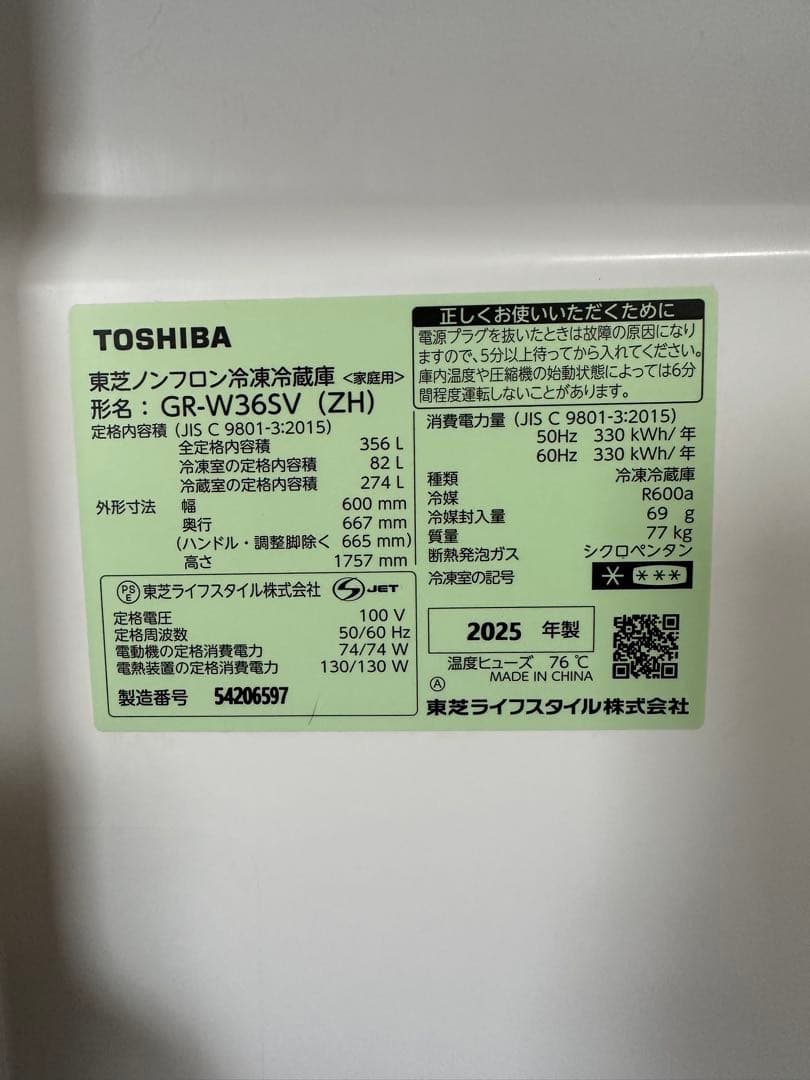 TOSHIBA
東芝ノンフロン冷凍冷蔵庫 <家庭用>
形名： GR-W36SV (ZH)
定格内容積 (JIS C 9801-3:2015)
全定格内容積 356 L
冷凍室の定格内容積 82 L
冷蔵室の定格内容積 274 L
外形寸法 幅 600 mm
奥行 667 mm
(ハンドル・調整脚除く 665 mm)
高さ 1757 mm
PSE 東芝ライフスタイル株式会社 S JET
定格電圧 100 V
定格周波数 50/60 Hz
電動機の定格消費電力 74/74 W
電熱装置の定格消費電力 130/130 W
製造番号 54206597
正しくお使いいただくために
電源プラグを抜いたときは故障の原因になり
ますので、5分以上待ってから入れてください。
庫内温度や圧縮機の始動状態によっては6分
間程度運転しないことがあります。
消費電力量 (JIS C 9801-3:2015)
50Hz 330 kWh/年
60Hz 330 kWh/年
種類 冷凍冷蔵庫
冷媒 R600a
冷媒封入量 69 g
質量 77 kg
断熱発泡ガス シクロペンタン
冷凍室の記号 * ***
2025 年製
温度ヒューズ 76 ℃
MADE IN CHINA
Ⓐ
東芝ライフスタイル株式会社